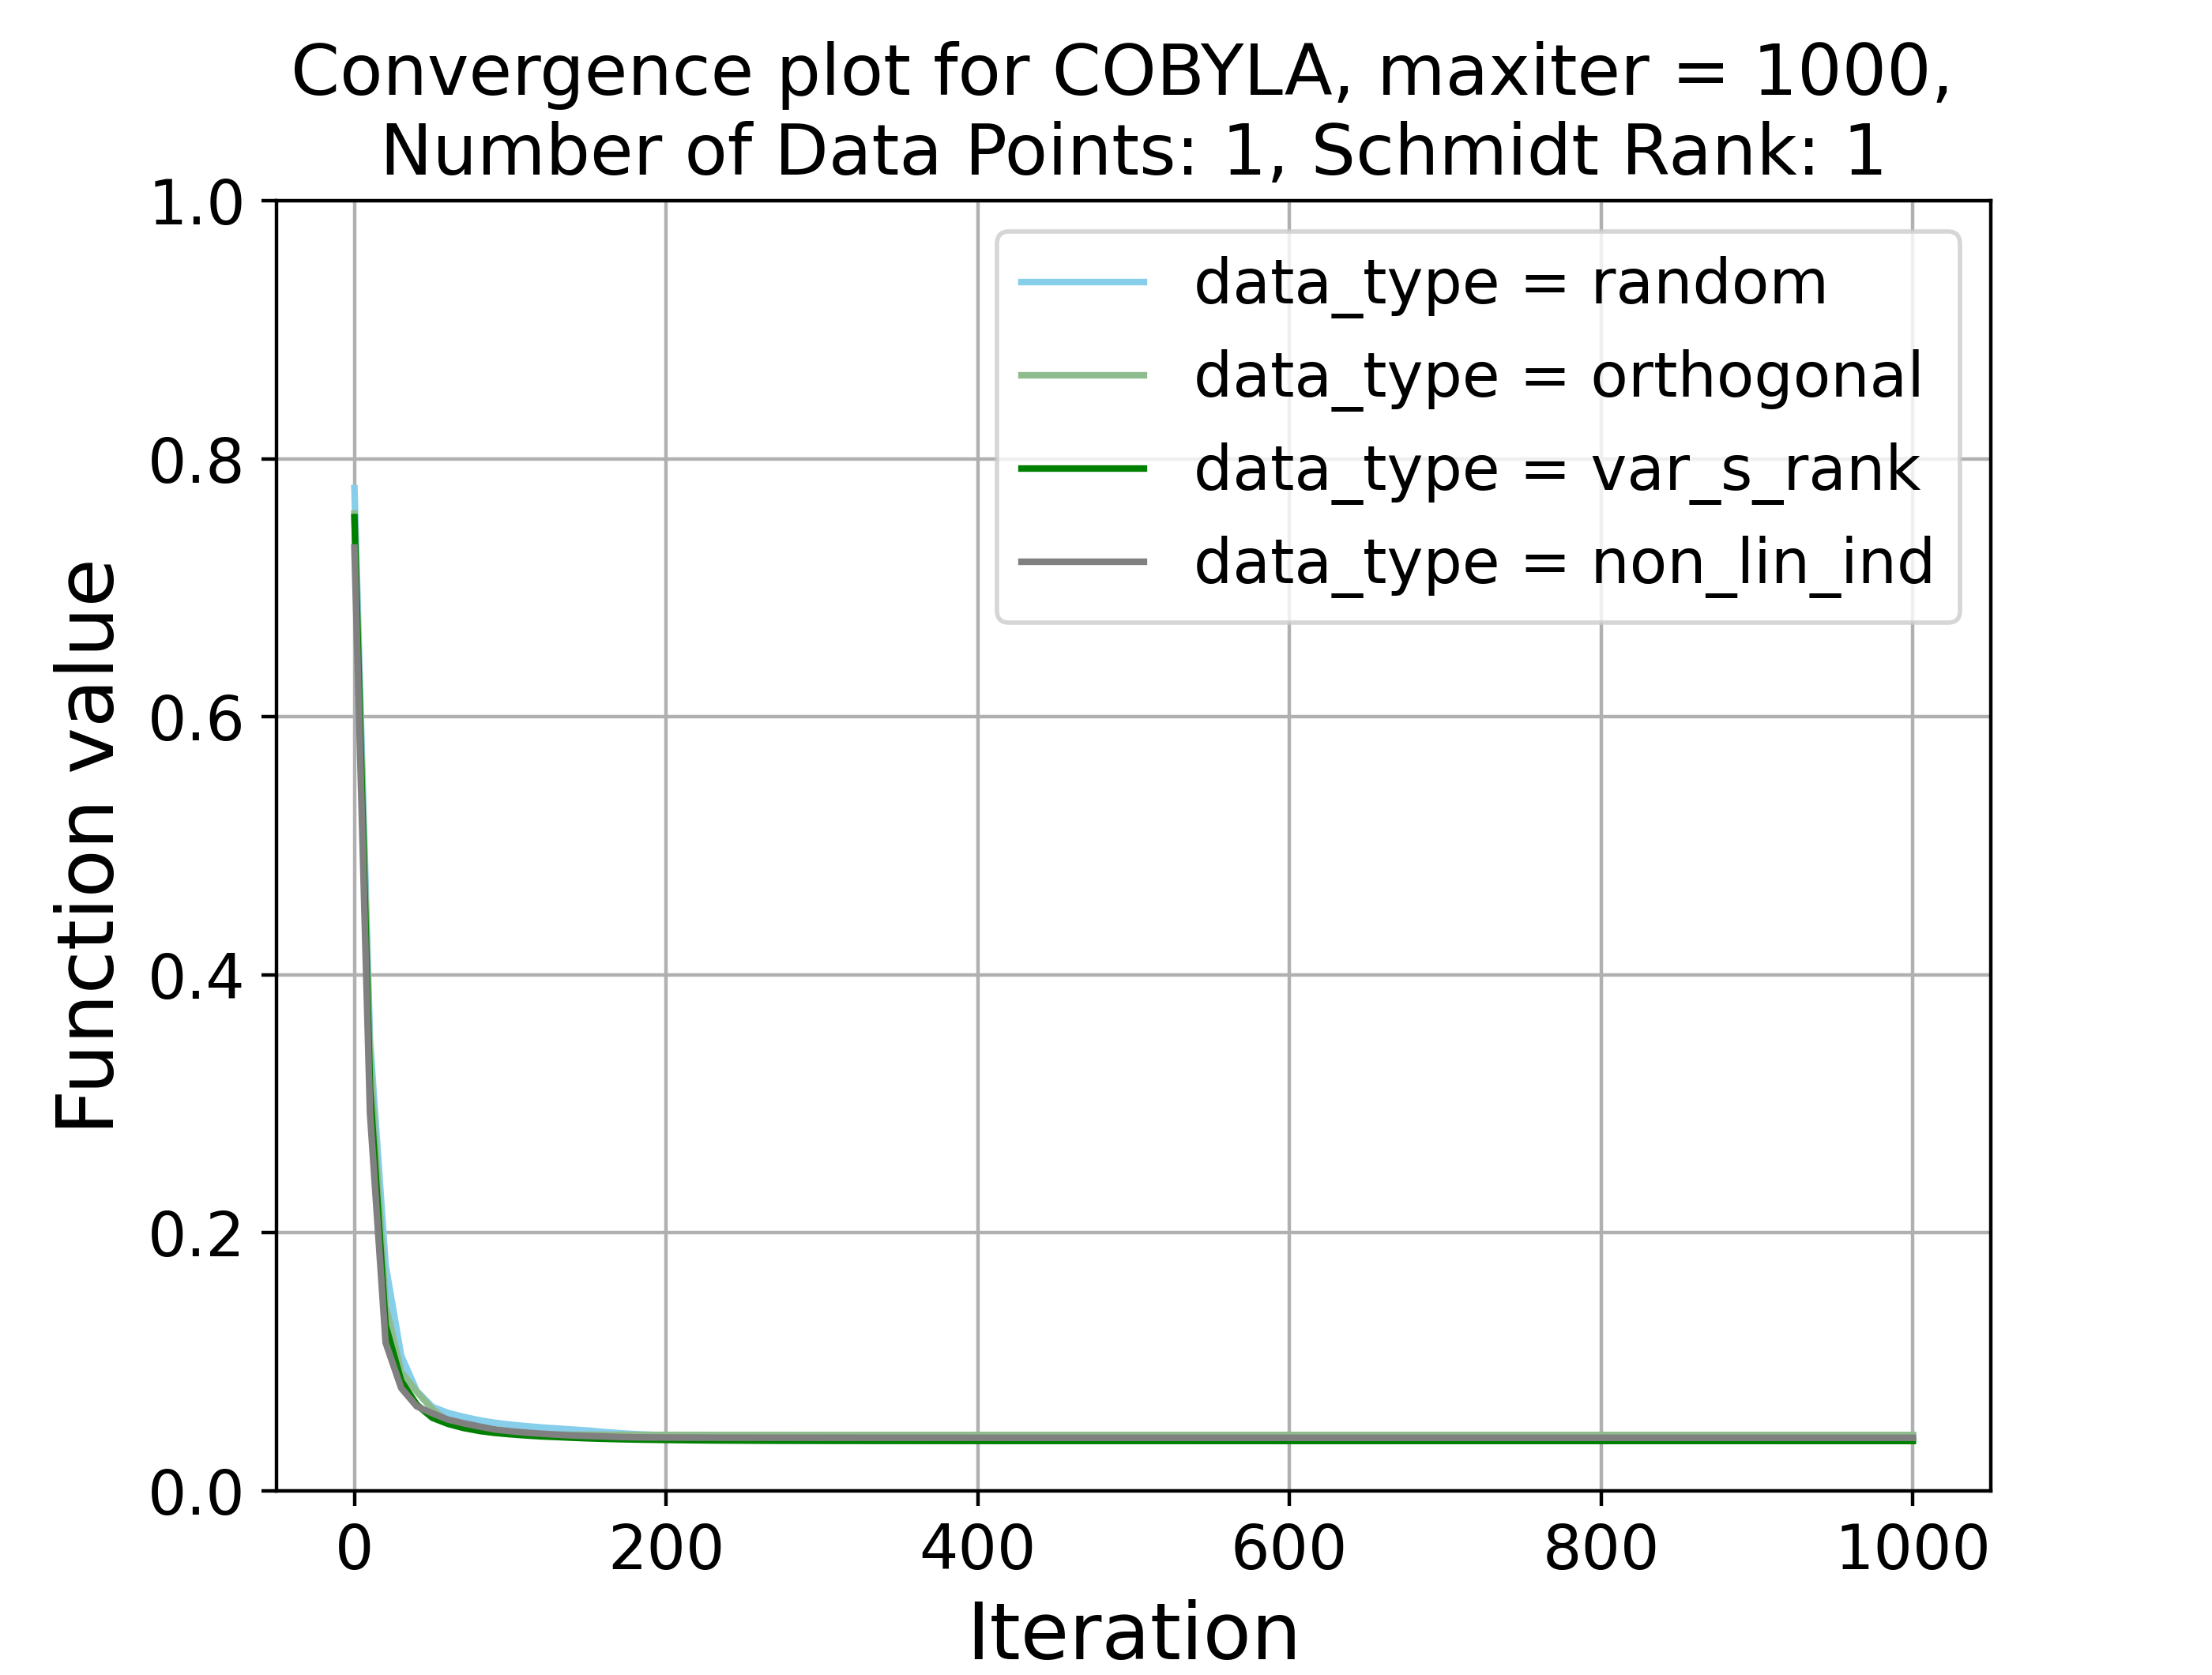 Convergence plot for COBYLA, maxiter = 1000,
Number of Data Points: 1, Schmidt Rank: 1
1.0
0.8
0.6
0.4
0.2
0.0
Function value
data_type = random
data_type = orthogonal
data_type = var_s_rank
data_type = non_lin_ind
0 200 400 600 800 1000
Iteration